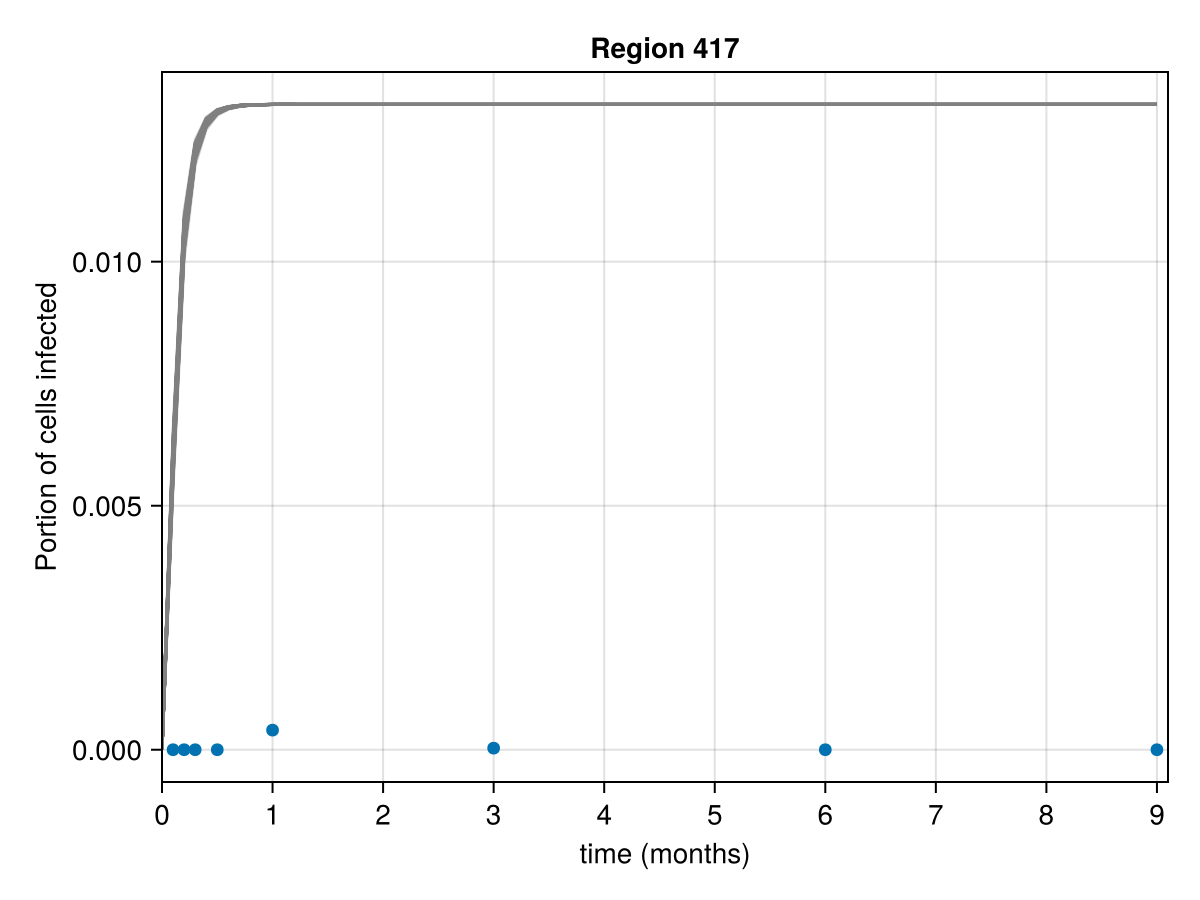 Region 417
Portion of cells infected
0.010
0.005
0.000
0 1 2 3 4 5 6 7 8 9
time (months)